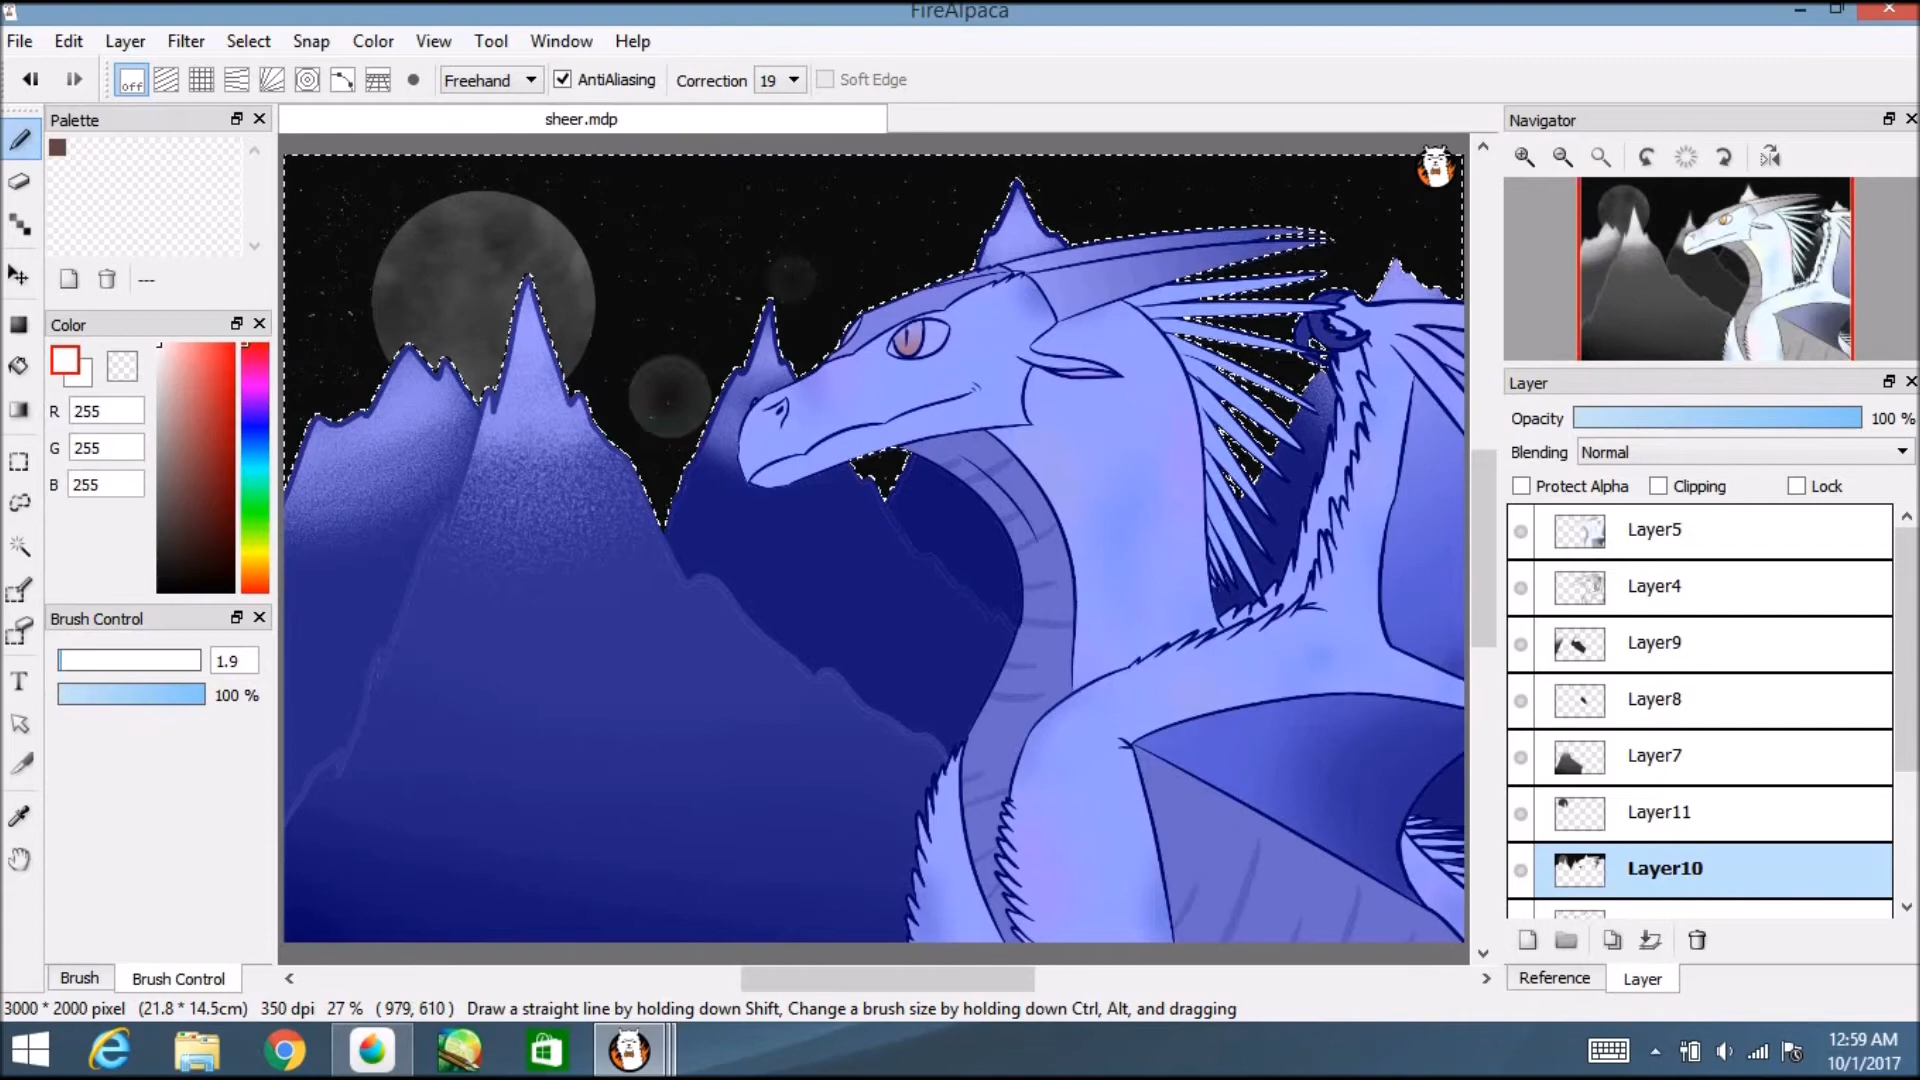 FireAlpaca
File Edit Layer Filter Select Snap Color View Tool Window Help
off Freehand AntiAliasing Correction 19 Soft Edge
Palette
sheer.mdp
Navigator
---
Color
R 255
G 255
B 255
Layer
Opacity 100 %
Blending Normal
Protect Alpha Clipping Lock
Layer5
Layer4
Layer9
Layer8
Layer7
Layer11
Layer10
Brush Control
1.9
100 %
T
Brush Brush Control
Reference Layer
3000 * 2000 pixel (21.8 * 14.5cm) 350 dpi 27 % ( 979, 610 ) Draw a straight line by holding down Shift, Change a brush size by holding down Ctrl, Alt, and dragging
12:59 AM
10/1/2017